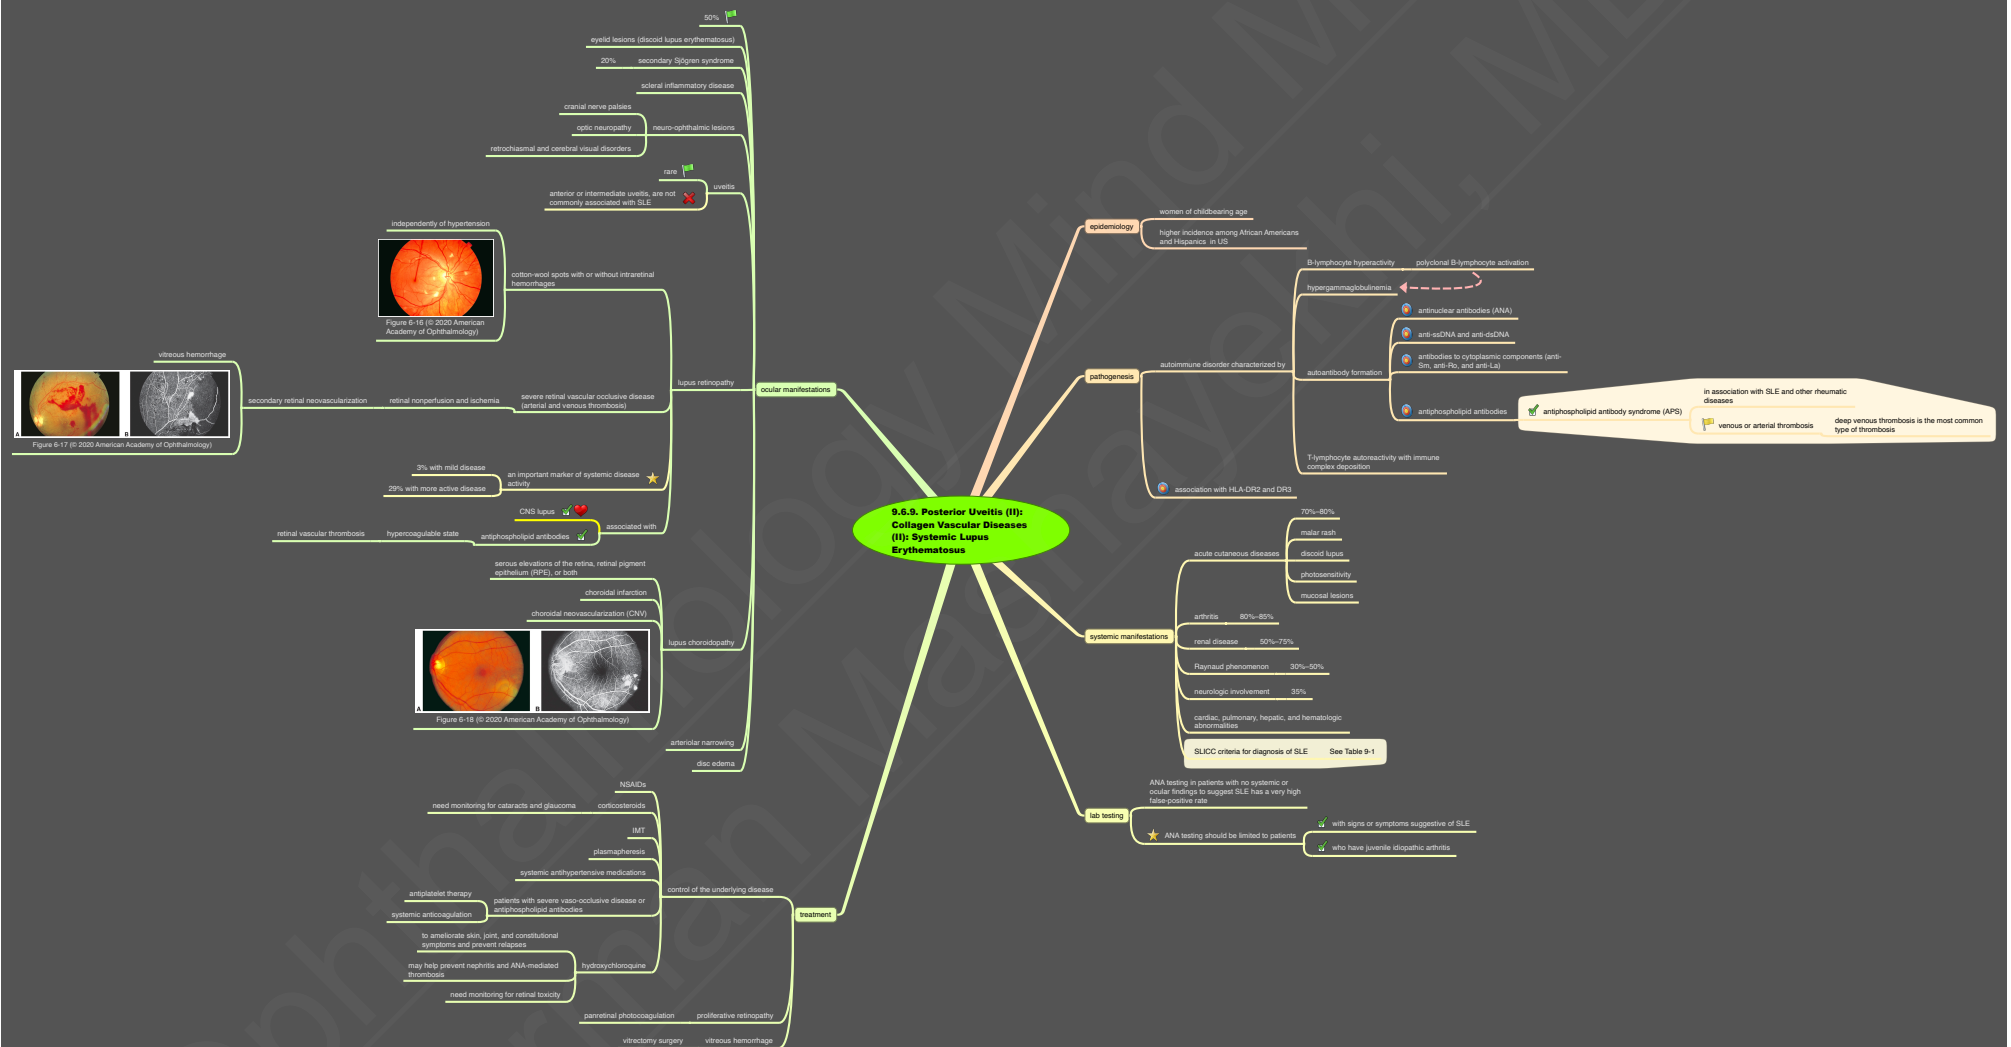 9.6.9. Posterior Uveitis (II):
Collagen Vascular Diseases
(II): Systemic Lupus
Erythematosus
epidemiology
women of childbearing age
higher incidence among African Americans
and Hispanics in US
pathogenesis
autoimmune disorder characterized by
B-lymphocyte hyperactivity
polyclonal B-lymphocyte activation
hypergammaglobulinemia
autoantibody formation
antinuclear antibodies (ANA)
anti-ssDNA and anti-dsDNA
antibodies to cytoplasmic components (anti-
Sm, anti-Ro, and anti-La)
antiphospholipid antibodies
antiphospholipid antibody syndrome (APS)
in association with SLE and other rheumatic
diseases
venous or arterial thrombosis
deep venous thrombosis is the most common
type of thrombosis
T-lymphocyte autoreactivity with immune
complex deposition
association with HLA-DR2 and DR3
systemic manifestations
acute cutaneous diseases
70%–80%
malar rash
discoid lupus
photosensitivity
mucosal lesions
arthritis
80%–85%
renal disease
50%–75%
Raynaud phenomenon
30%–50%
neurologic involvement
35%
cardiac, pulmonary, hepatic, and hematologic
abnormalities
SLICC criteria for diagnosis of SLE
See Table 9-1
lab testing
ANA testing in patients with no systemic or
ocular findings to suggest SLE has a very high
false-positive rate
ANA testing should be limited to patients
with signs or symptoms suggestive of SLE
who have juvenile idiopathic arthritis
ocular manifestations
50%
eyelid lesions (discoid lupus erythematosus)
secondary Sjögren syndrome
20%
scleral inflammatory disease
neuro-ophthalmic lesions
cranial nerve palsies
optic neuropathy
retrochiasmal and cerebral visual disorders
uveitis
rare
anterior or intermediate uveitis, are not
commonly associated with SLE
lupus retinopathy
cotton-wool spots with or without intraretinal
hemorrhages
independently of hypertension
Figure 6-16 (© 2020 American
Academy of Ophthalmology)
severe retinal vascular occlusive disease
(arterial and venous thrombosis)
retinal nonperfusion and ischemia
secondary retinal neovascularization
vitreous hemorrhage
A
B
Figure 6-17 (© 2020 American Academy of Ophthalmology)
an important marker of systemic disease
activity
3% with mild disease
29% with more active disease
associated with
CNS lupus
antiphospholipid antibodies
hypercoagulable state
retinal vascular thrombosis
lupus choroidopathy
serous elevations of the retina, retinal pigment
epithelium (RPE), or both
choroidal infarction
choroidal neovascularization (CNV)
A
B
Figure 6-18 (© 2020 American Academy of Ophthalmology)
arteriolar narrowing
disc edema
treatment
control of the underlying disease
NSAIDs
corticosteroids
need monitoring for cataracts and glaucoma
IMT
plasmapheresis
systemic antihypertensive medications
patients with severe vaso-occlusive disease or
antiphospholipid antibodies
antiplatelet therapy
systemic anticoagulation
hydroxychloroquine
to ameliorate skin, joint, and constitutional
symptoms and prevent relapses
may help prevent nephritis and ANA-mediated
thrombosis
need monitoring for retinal toxicity
proliferative retinopathy
panretinal photocoagulation
vitreous hemorrhage
vitrectomy surgery